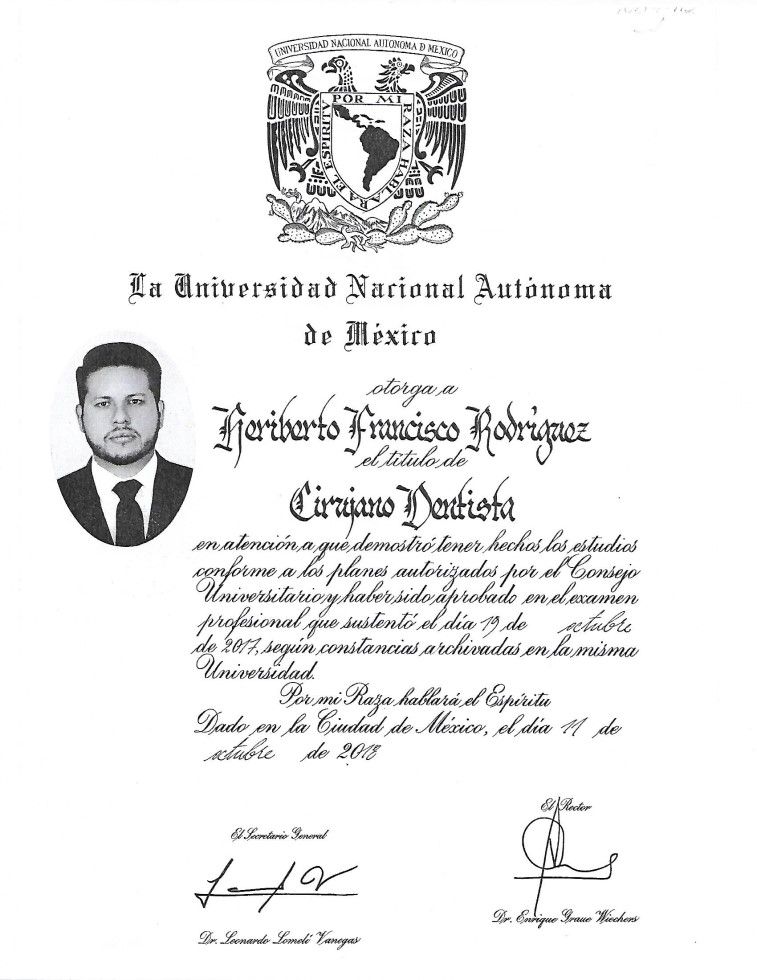 UNIVERSIDAD NACIONAL AUTONOMA D MEXICO
POR MI RAZA HABLARA EL ESPIRITV
La Universidad Nacional Autónoma
de México
otorga a
Heriberto Francisco Rodríguez
el título de
Cirujano Dentista
en atención a que demostró tener hechos los estudios
conforme a los planes autorizados por el Consejo
Universitario y haber sido aprobado en el examen
profesional que sustentó el día 19 de octubre
de 2017, según constancias archivadas en la misma
Universidad.
Por mi Raza hablará el Espíritu
Dado en la Ciudad de México, el día 11 de
octubre de 2018
El Rector
El Secretario General
Dr. Enrique Graue Wiechers
Dr. Leonardo Lomelí Vanegas